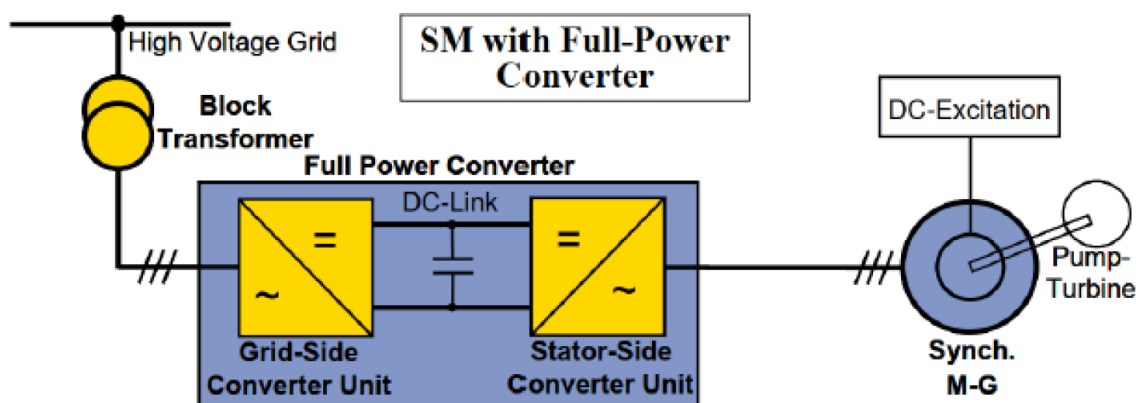 SM with Full-Power
Converter
High Voltage Grid
Block
Transformer
DC-Excitation
Full Power Converter
DC-Link
=
=
~
~
Pump-
Turbine
Grid-Side
Converter Unit
Stator-Side
Converter Unit
Synch.
M-G